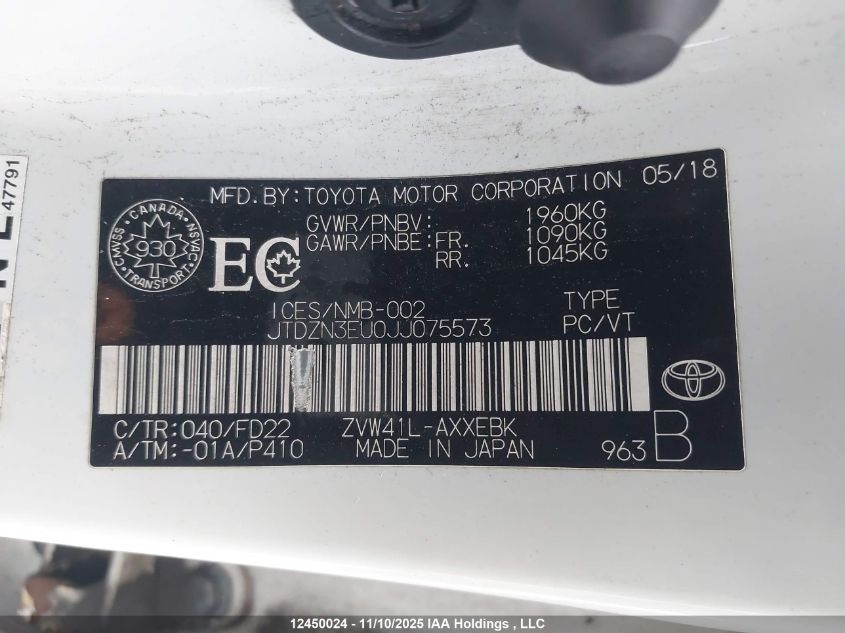 47791
MFD.BY:TOYOTA MOTOR CORPORATION 05/18
GVWR/PNBV: 1960KG
GAWR/PNBE:FR. 1090KG
RR. 1045KG
CANADA
CMVSS 930 NSVAC
TRANSPORT
EC
ICES/NMB-002
JTDZN3EU0JJ075573
TYPE
PC/VT
C/TR:040/FD22 ZVW41L-AXXEBK
A/TM:-01A/P410 MADE IN JAPAN 963 B
12450024 - 11/10/2025 IAA Holdings , LLC